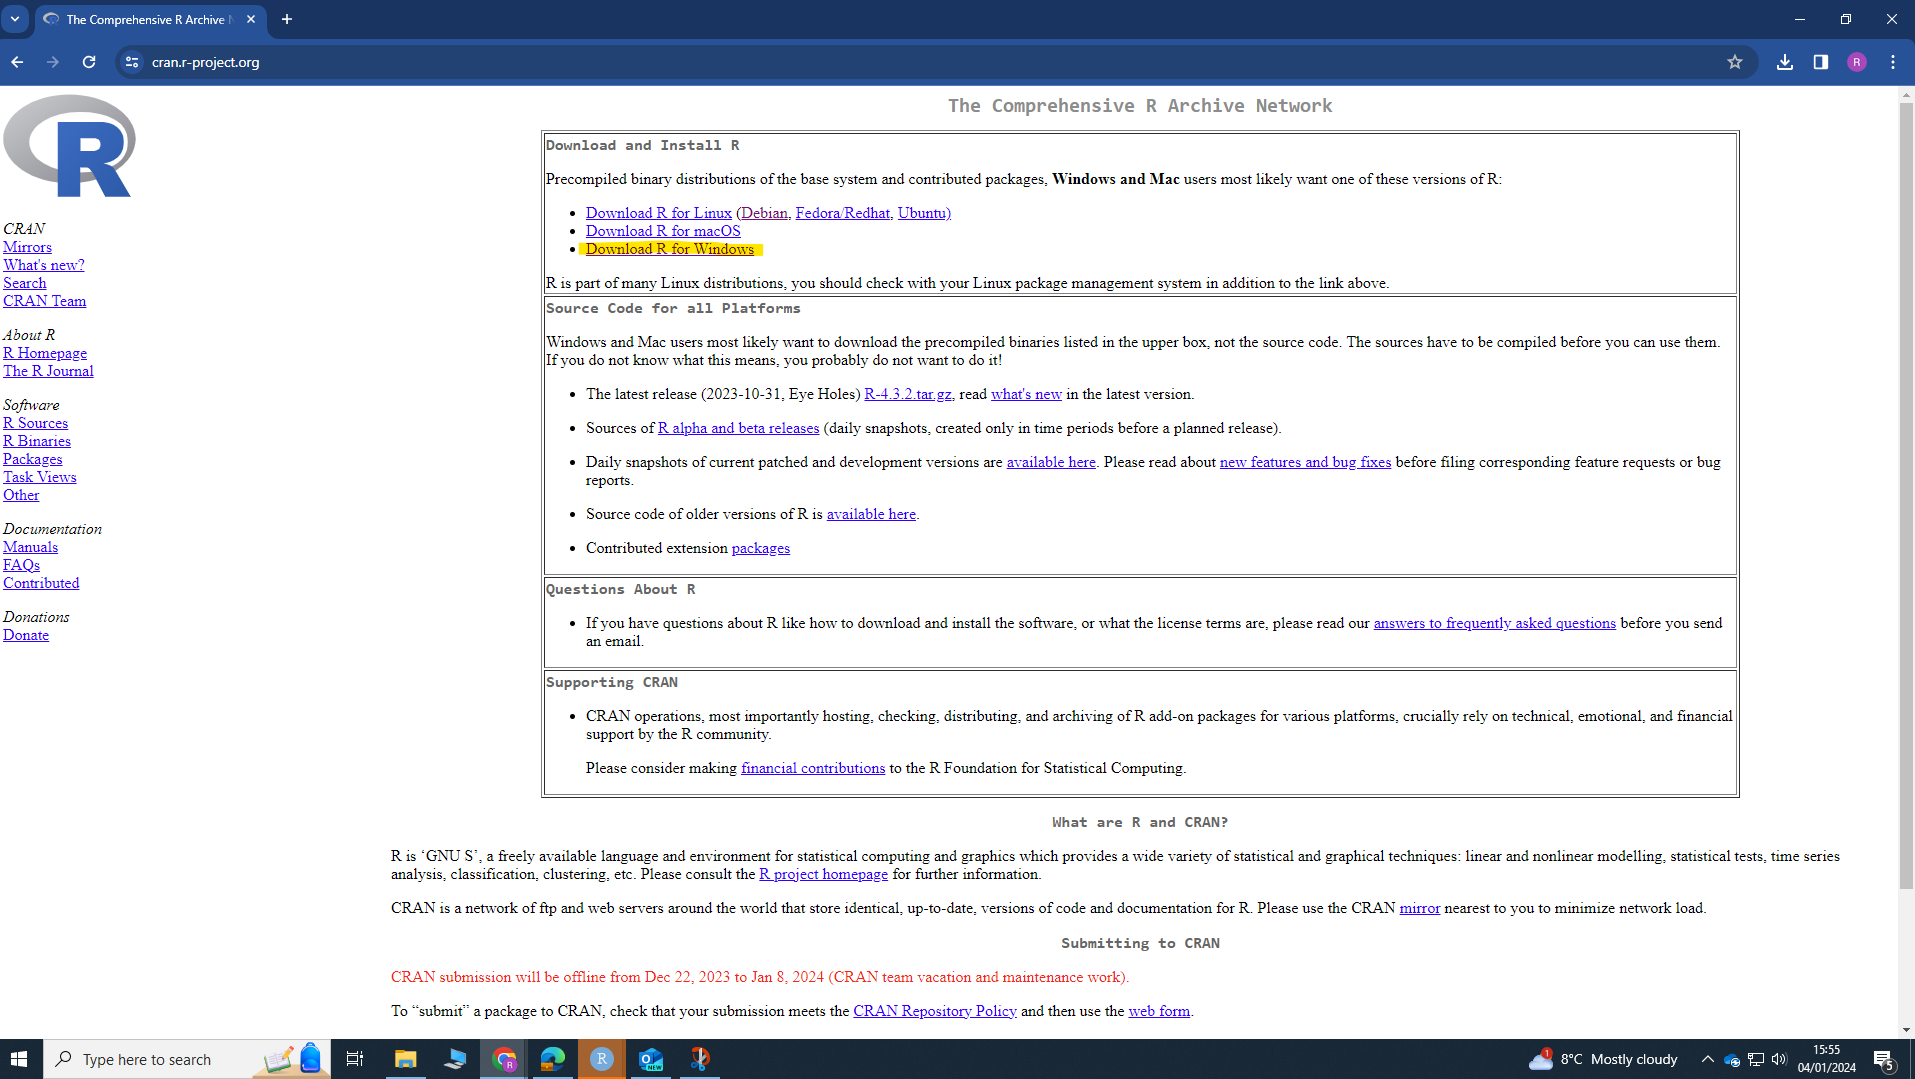 The Comprehensive R Archive N
cran.r-project.org
R
R
CRAN
Mirrors
What's new?
Search
CRAN Team
About R
R Homepage
The R Journal
Software
R Sources
R Binaries
Packages
Task Views
Other
Documentation
Manuals
FAQs
Contributed
Donations
Donate
The Comprehensive R Archive Network
Download and Install R
Precompiled binary distributions of the base system and contributed packages, Windows and Mac users most likely want one of these versions of R:
Download R for Linux (Debian, Fedora/Redhat, Ubuntu)
Download R for macOS
Download R for Windows
R is part of many Linux distributions, you should check with your Linux package management system in addition to the link above.
Source Code for all Platforms
Windows and Mac users most likely want to download the precompiled binaries listed in the upper box, not the source code. The sources have to be compiled before you can use them.
If you do not know what this means, you probably do not want to do it!
The latest release (2023-10-31, Eye Holes) R-4.3.2.tar.gz, read what's new in the latest version.
Sources of R alpha and beta releases (daily snapshots, created only in time periods before a planned release).
Daily snapshots of current patched and development versions are available here. Please read about new features and bug fixes before filing corresponding feature requests or bug
reports.
Source code of older versions of R is available here.
Contributed extension packages
Questions About R
If you have questions about R like how to download and install the software, or what the license terms are, please read our answers to frequently asked questions before you send
an email.
Supporting CRAN
CRAN operations, most importantly hosting, checking, distributing, and archiving of R add-on packages for various platforms, crucially rely on technical, emotional, and financial
support by the R community.
Please consider making financial contributions to the R Foundation for Statistical Computing.
What are R and CRAN?
R is ‘GNU S’, a freely available language and environment for statistical computing and graphics which provides a wide variety of statistical and graphical techniques: linear and nonlinear modelling, statistical tests, time series
analysis, classification, clustering, etc. Please consult the R project homepage for further information.
CRAN is a network of ftp and web servers around the world that store identical, up-to-date, versions of code and documentation for R. Please use the CRAN mirror nearest to you to minimize network load.
Submitting to CRAN
CRAN submission will be offline from Dec 22, 2023 to Jan 8, 2024 (CRAN team vacation and maintenance work).
To “submit” a package to CRAN, check that your submission meets the CRAN Repository Policy and then use the web form.
Type here to search
R
R
NEW
1
8°C Mostly cloudy
15:55
04/01/2024
5